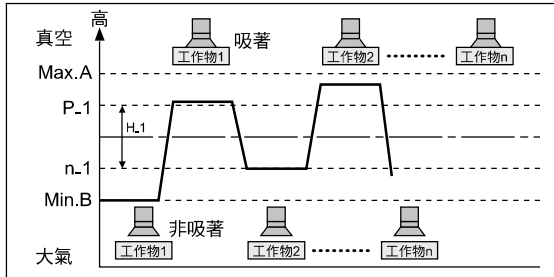 高
真空
工作物1 吸著 工作物2 工作物n
Max.A
P_1
H_1
n_1
Min.B
非吸著
工作物1 工作物2 工作物n
大氣